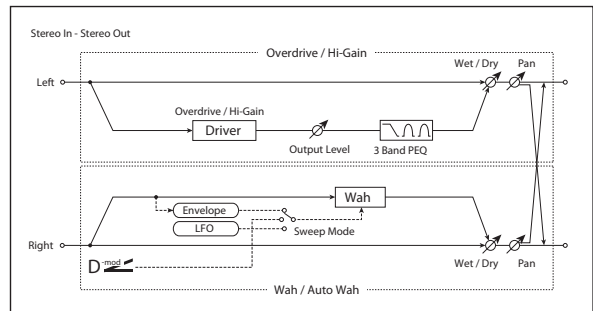 Stereo In - Stereo Out
Overdrive / Hi-Gain
Wet / Dry
Pan
Left
Overdrive / Hi-Gain
Driver
Output Level
3 Band PEQ
Wah
Envelope
LFO
Sweep Mode
Right
D-mod
Wet / Dry
Pan
Wah / Auto Wah